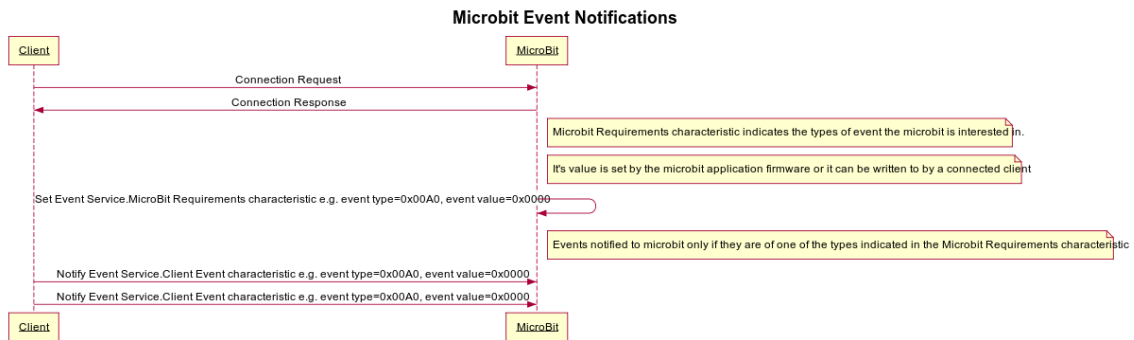 Microbit Event Notifications
Client
MicroBit
Connection Request
Connection Response
Microbit Requirements characteristic indicates the types of event the microbit is interested in.
It's value is set by the microbit application firmware or it can be written to by a connected client
Set Event Service.MicroBit Requirements characteristic e.g. event type=0x00A0, event value=0x0000
Events notified to microbit only if they are of one of the types indicated in the Microbit Requirements characteristic
Notify Event Service.Client Event characteristic e.g. event type=0x00A0, event value=0x0000
Notify Event Service.Client Event characteristic e.g. event type=0x00A0, event value=0x0000
Client
MicroBit